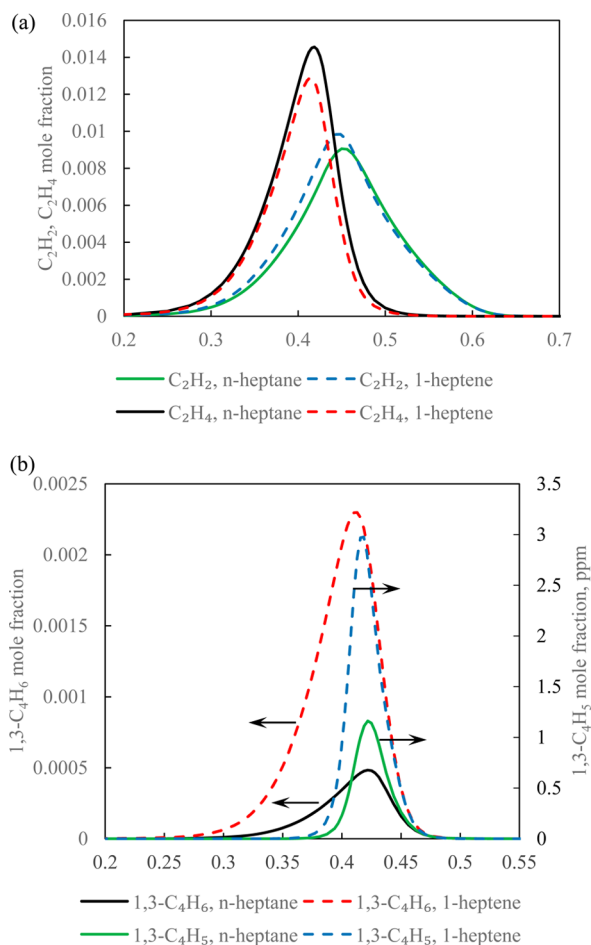 (a)
C₂H₂, C₂H₄ mole fraction
0.016
0.014
0.012
0.01
0.008
0.006
0.004
0.002
0
0.2 0.3 0.4 0.5 0.6 0.7
C₂H₂, n-heptane C₂H₂, 1-heptene
C₂H₄, n-heptane C₂H₄, 1-heptene
(b)
1,3-C₄H₆ mole fraction
0.0025
0.002
0.0015
0.001
0.0005
0
3.5
3
2.5
2
1.5
1
0.5
0
1,3-C₄H₅ mole fraction, ppm
0.2 0.25 0.3 0.35 0.4 0.45 0.5 0.55
1,3-C₄H₆, n-heptane 1,3-C₄H₆, 1-heptene
1,3-C₄H₅, n-heptane 1,3-C₄H₅, 1-heptene